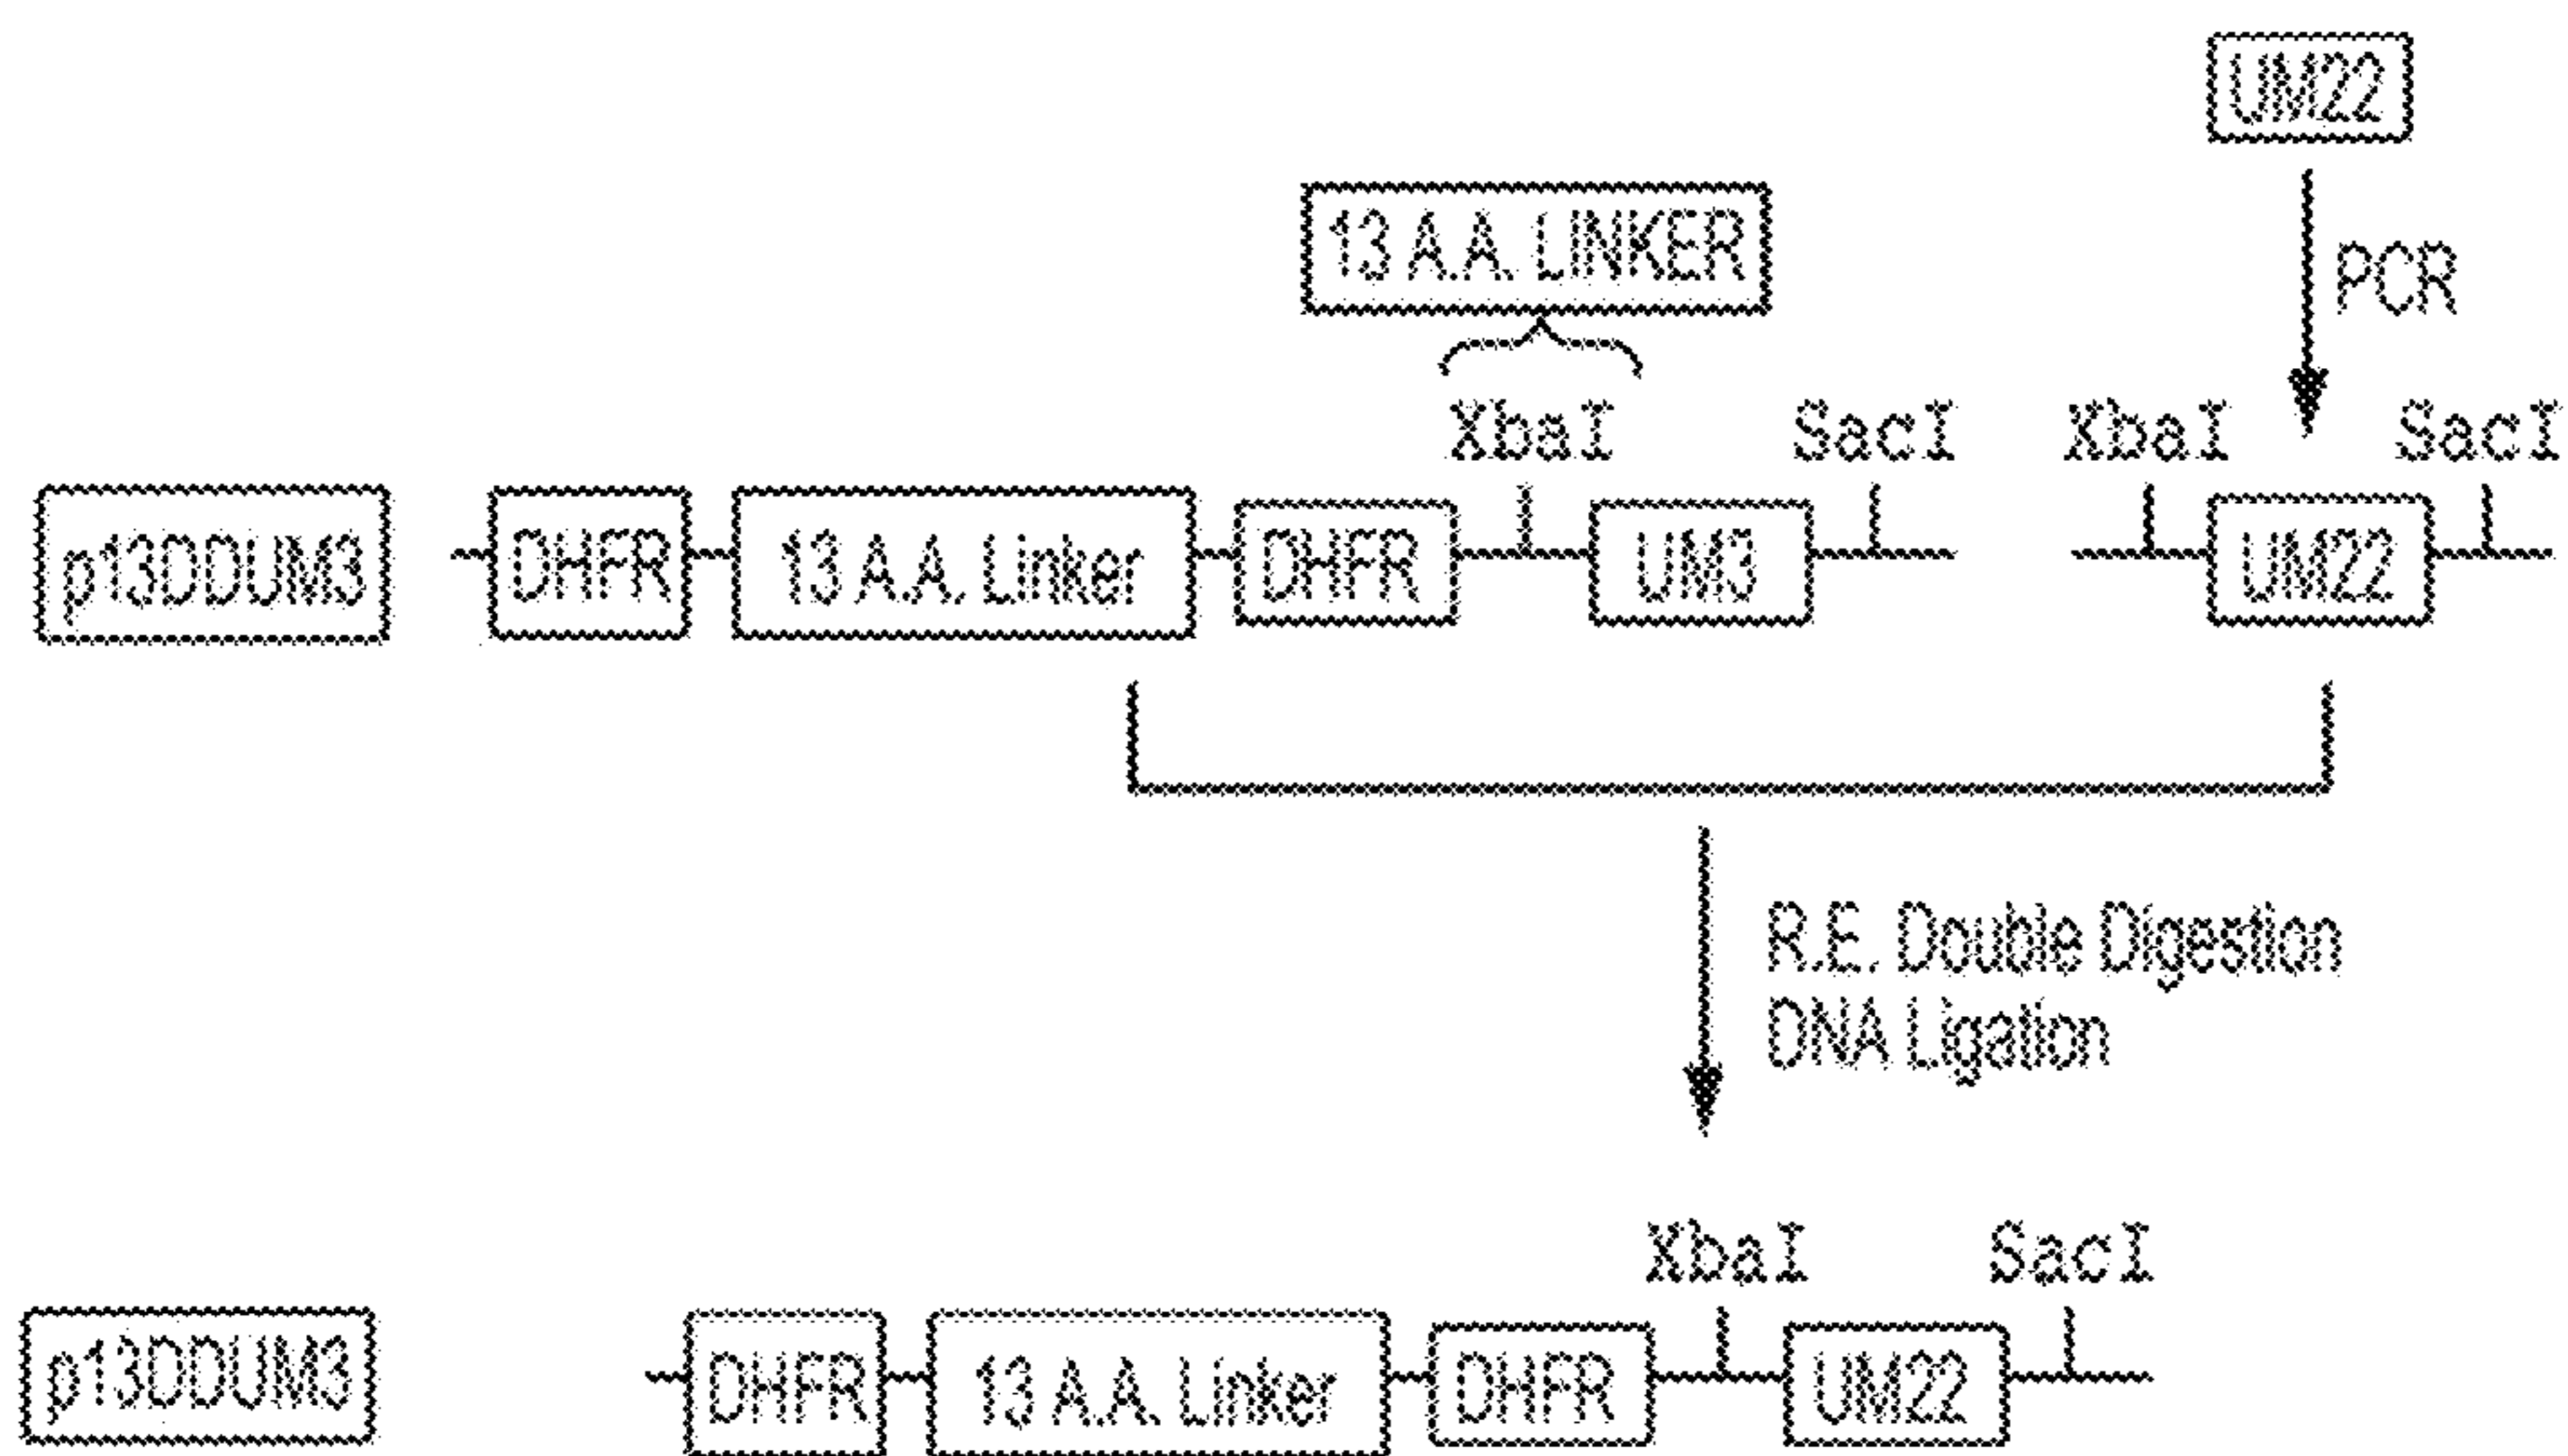 UM22
13 A.A. LINKER
PCR
XbaI SacI XbaI SacI
p13DDUM3 DHFR 13 A.A. Linker DHFR UM3 UM22
R.E. Double Digestion
DNA Ligation
XbaI SacI
p13DDUM3 DHFR 13 A.A. Linker DHFR UM22